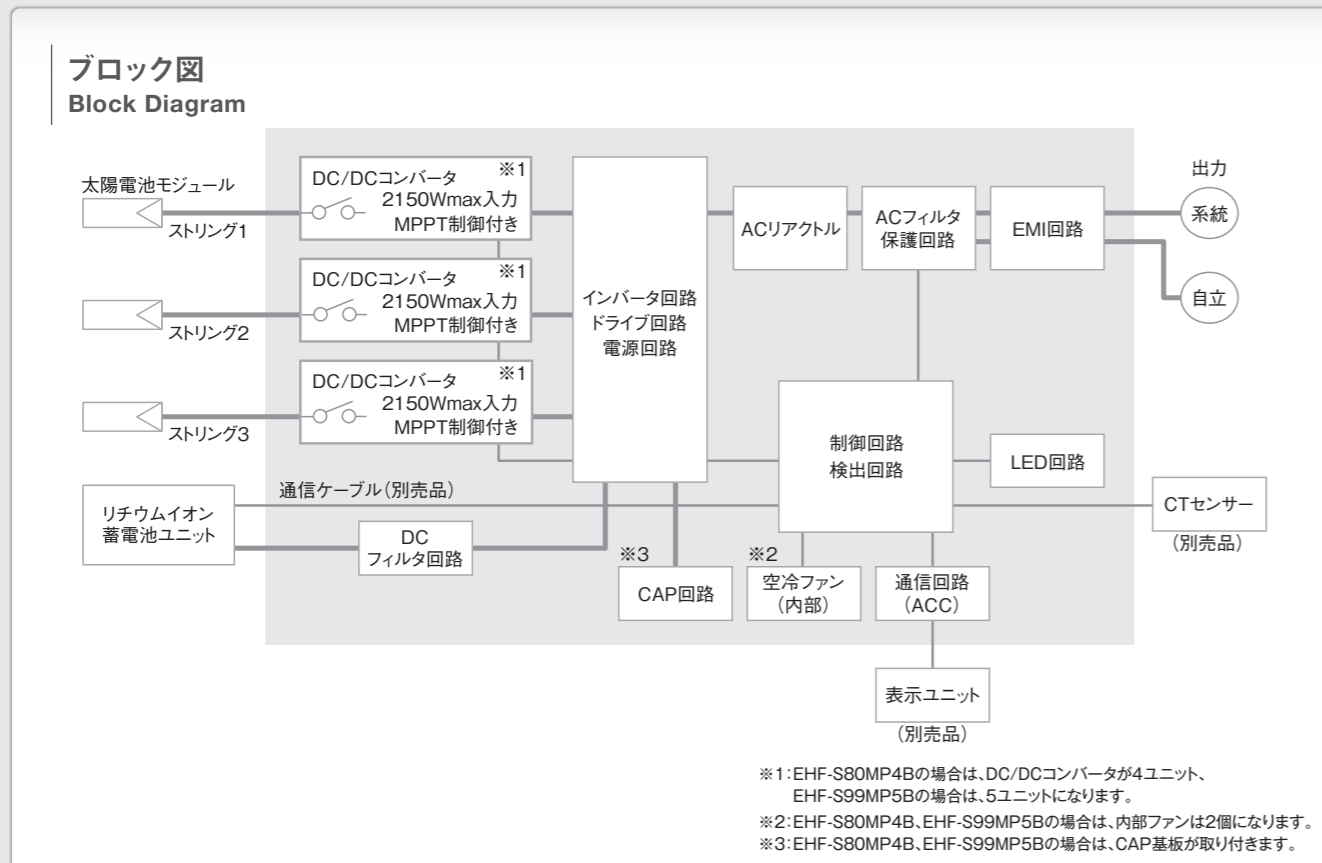 ブロック図
Block Diagram
太陽電池モジュール
ストリング1
DC/DCコンバータ ※1
2150Wmax入力
MPPT制御付き
ストリング2
DC/DCコンバータ ※1
2150Wmax入力
MPPT制御付き
ストリング3
DC/DCコンバータ ※1
2150Wmax入力
MPPT制御付き
インバータ回路
ドライブ回路
電源回路
ACリアクトル
ACフィルタ
保護回路
EMI回路
出力
系統
自立
制御回路
検出回路
LED回路
CTセンサー
(別売品)
リチウムイオン
蓄電池ユニット
通信ケーブル(別売品)
DC
フィルタ回路
※3
CAP回路
※2
空冷ファン
(内部)
通信回路
(ACC)
表示ユニット
(別売品)
※1:EHF-S80MP4Bの場合は、DC/DCコンバータが4ユニット、
EHF-S99MP5Bの場合は、5ユニットになります。
※2:EHF-S80MP4B、EHF-S99MP5Bの場合は、内部ファンは2個になります。
※3:EHF-S80MP4B、EHF-S99MP5Bの場合は、CAP基板が取り付きます。